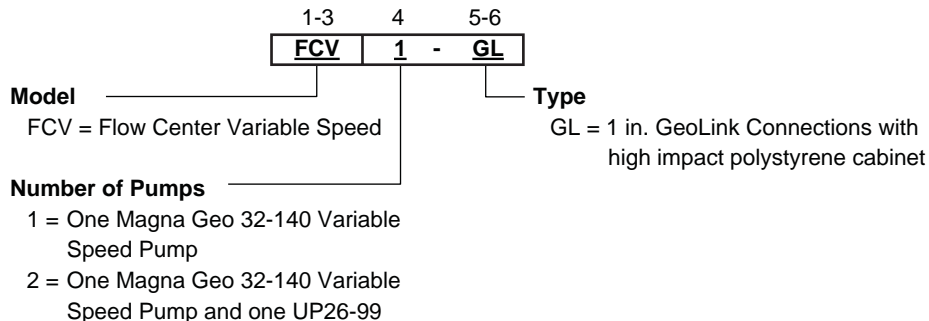 1-3 4 5-6
FCV 1 - GL
Model
FCV = Flow Center Variable Speed
Type
GL = 1 in. GeoLink Connections with
high impact polystyrene cabinet
Number of Pumps
1 = One Magna Geo 32-140 Variable
Speed Pump
2 = One Magna Geo 32-140 Variable
Speed Pump and one UP26-99